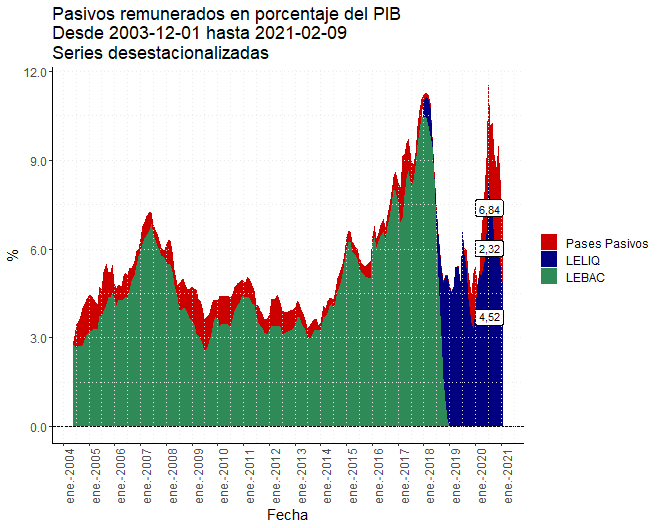 Pasivos remunerados en porcentaje del PIB
Desde 2003-12-01 hasta 2021-02-09
Series desestacionalizadas
12.0
9.0
6.0
3.0
0.0
%
6,84
2,32
4,52
Pases Pasivos
LELIQ
LEBAC
ene.-2004
ene.-2005
ene.-2006
ene.-2007
ene.-2008
ene.-2009
ene.-2010
ene.-2011
ene.-2012
ene.-2013
ene.-2014
ene.-2015
ene.-2016
ene.-2017
ene.-2018
ene.-2019
ene.-2020
ene.-2021
Fecha